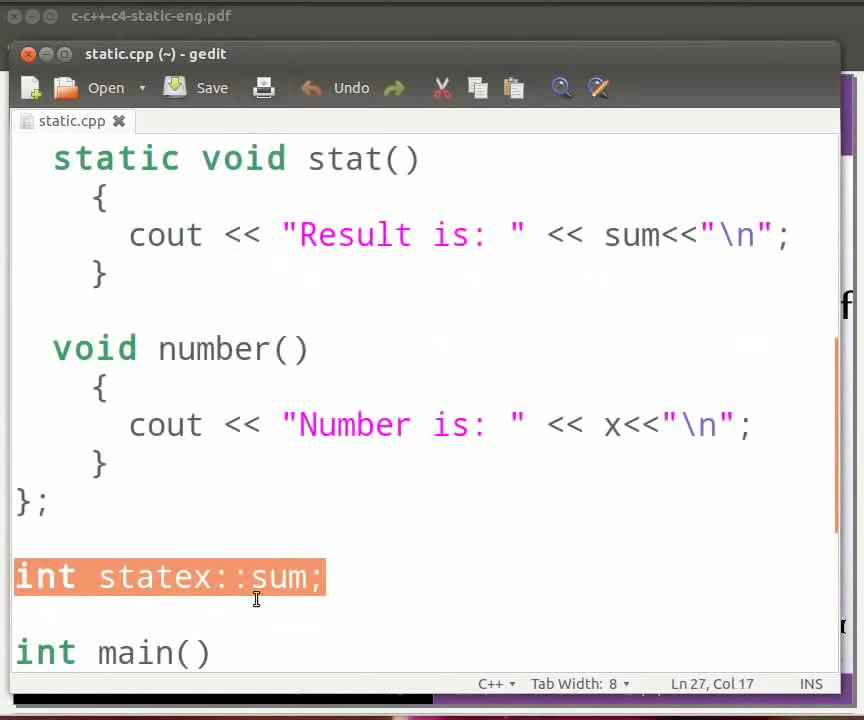 c-c++-c4-static-eng.pdf
static.cpp (~) - gedit
Open Save Undo
static.cpp
static void stat()
{
cout << "Result is: " << sum<<"\n";
}
void number()
{
cout << "Number is: " << x<<"\n";
}
};
int statex::sum;
int main()
C++ Tab Width: 8 Ln 27, Col 17 INS